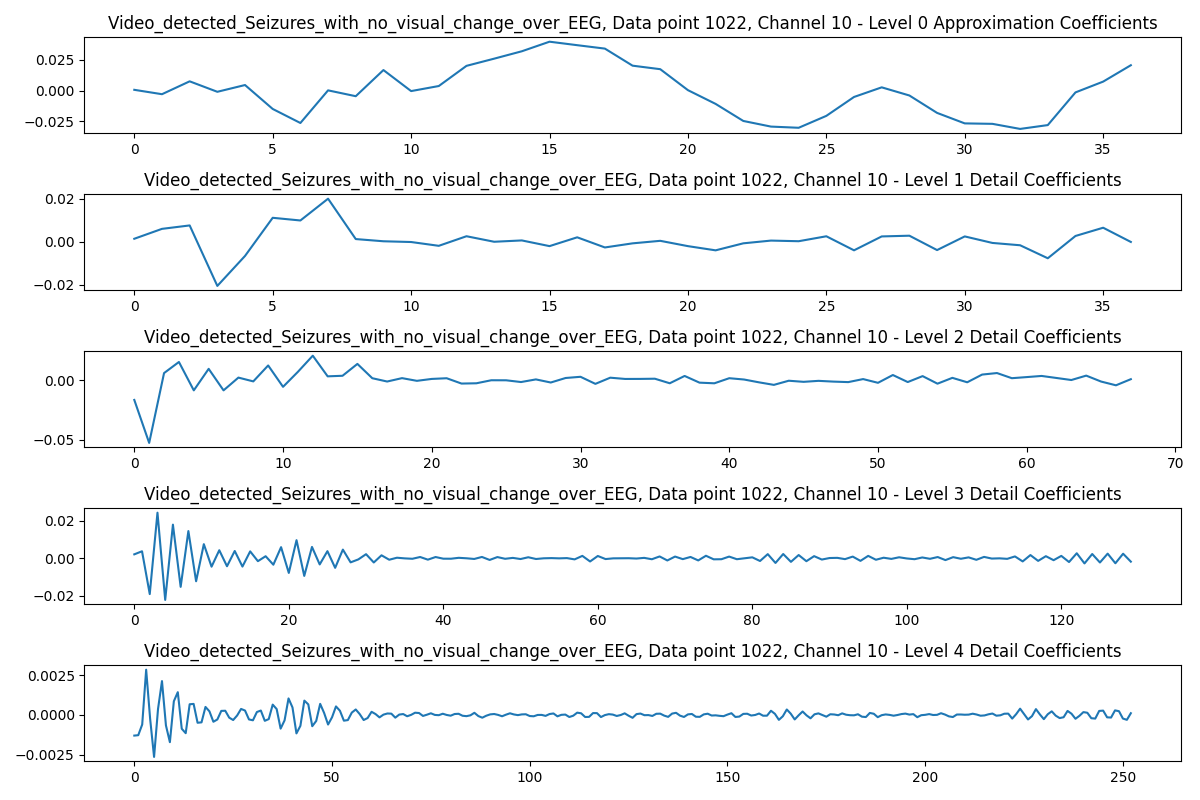 Video_detected_Seizures_with_no_visual_change_over_EEG, Data point 1022, Channel 10 - Level 0 Approximation Coefficients
0.025
0.000
−0.025
0 5 10 15 20 25 30 35
Video_detected_Seizures_with_no_visual_change_over_EEG, Data point 1022, Channel 10 - Level 1 Detail Coefficients
0.02
0.00
−0.02
0 5 10 15 20 25 30 35
Video_detected_Seizures_with_no_visual_change_over_EEG, Data point 1022, Channel 10 - Level 2 Detail Coefficients
0.00
−0.05
0 10 20 30 40 50 60 70
Video_detected_Seizures_with_no_visual_change_over_EEG, Data point 1022, Channel 10 - Level 3 Detail Coefficients
0.02
0.00
−0.02
0 20 40 60 80 100 120
Video_detected_Seizures_with_no_visual_change_over_EEG, Data point 1022, Channel 10 - Level 4 Detail Coefficients
0.0025
0.0000
−0.0025
0 50 100 150 200 250